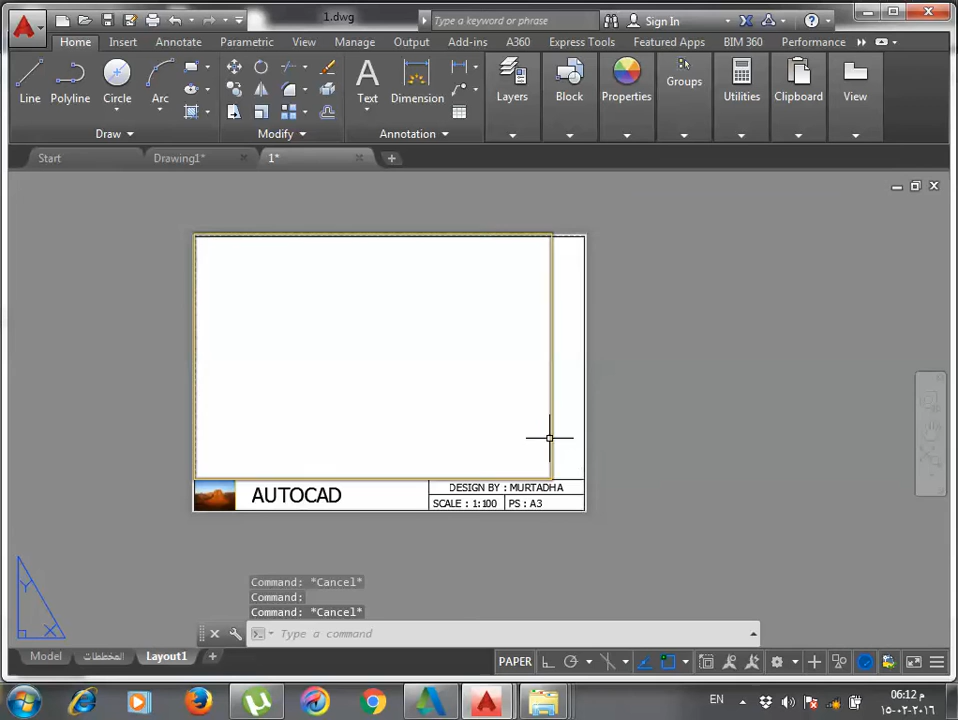 1.dwg
Type a keyword or phrase
Sign In
Home Insert Annotate Parametric View Manage Output Add-ins A360 Express Tools Featured Apps BIM 360 Performance
Line Polyline Circle Arc Text Dimension Layers Block Properties Groups Utilities Clipboard View
Draw Modify Annotation
Start Drawing1* 1*
AUTOCAD
DESIGN BY : MURTADHA
SCALE : 1:100 PS : A3
Y
X
Command: *Cancel*
Command:
Command: *Cancel*
Type a command
Model المخططات Layout1
PAPER
EN
06:12 م
٢٠١٦-٠٢-١٥